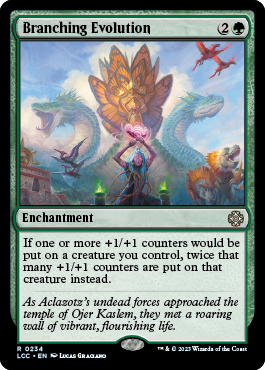 Branching Evolution 2
Enchantment
If one or more +1/+1 counters would be
put on a creature you control, twice that
many +1/+1 counters are put on that
creature instead.
As Aclazotz's undead forces approached the
temple of Ojer Kaslem, they met a roaring
wall of vibrant, flourishing life.
R 0234
LCC • EN Lucas Graciano ™ & © 2023 Wizards of the Coast